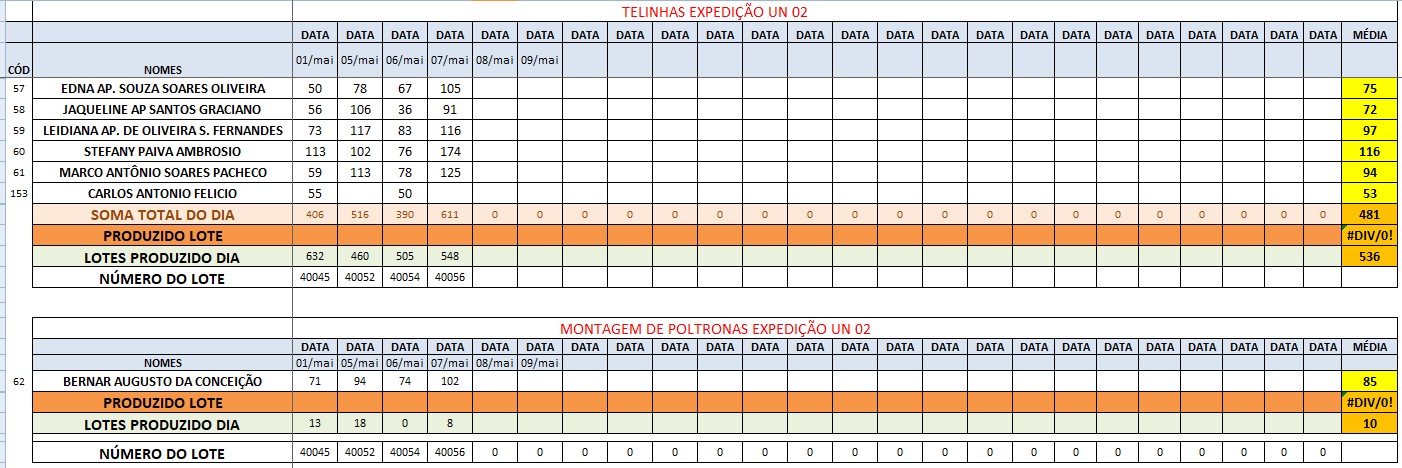 TELINHAS EXPEDIÇÃO UN 02
DATA DATA DATA DATA DATA DATA DATA DATA DATA DATA DATA DATA DATA DATA DATA DATA DATA DATA DATA DATA DATA DATA DATA MÉDIA
CÓD NOMES 01/mai 05/mai 06/mai 07/mai 08/mai 09/mai
57 EDNA AP. SOUZA SOARES OLIVEIRA 50 78 67 105 75
58 JAQUELINE AP SANTOS GRACIANO 56 106 36 91 72
59 LEIDIANA AP. DE OLIVEIRA S. FERNANDES 73 117 83 116 97
60 STEFANY PAIVA AMBROSIO 113 102 76 174 116
61 MARCO ANTÔNIO SOARES PACHECO 59 113 78 125 94
153 CARLOS ANTONIO FELICIO 55 50 53
SOMA TOTAL DO DIA 406 516 390 611 0 0 0 0 0 0 0 0 0 0 0 0 0 0 0 0 0 0 0 481
PRODUZIDO LOTE #DIV/0!
LOTES PRODUZIDO DIA 632 460 505 548 536
NÚMERO DO LOTE 40045 40052 40054 40056
MONTAGEM DE POLTRONAS EXPEDIÇÃO UN 02
DATA DATA DATA DATA DATA DATA DATA DATA DATA DATA DATA DATA DATA DATA DATA DATA DATA DATA DATA DATA DATA DATA DATA MÉDIA
NOMES 01/mai 05/mai 06/mai 07/mai 08/mai 09/mai
62 BERNAR AUGUSTO DA CONCEIÇÃO 71 94 74 102 85
PRODUZIDO LOTE #DIV/0!
LOTES PRODUZIDO DIA 13 18 0 8 10
NÚMERO DO LOTE 40045 40052 40054 40056 0 0 0 0 0 0 0 0 0 0 0 0 0 0 0 0 0 0 0